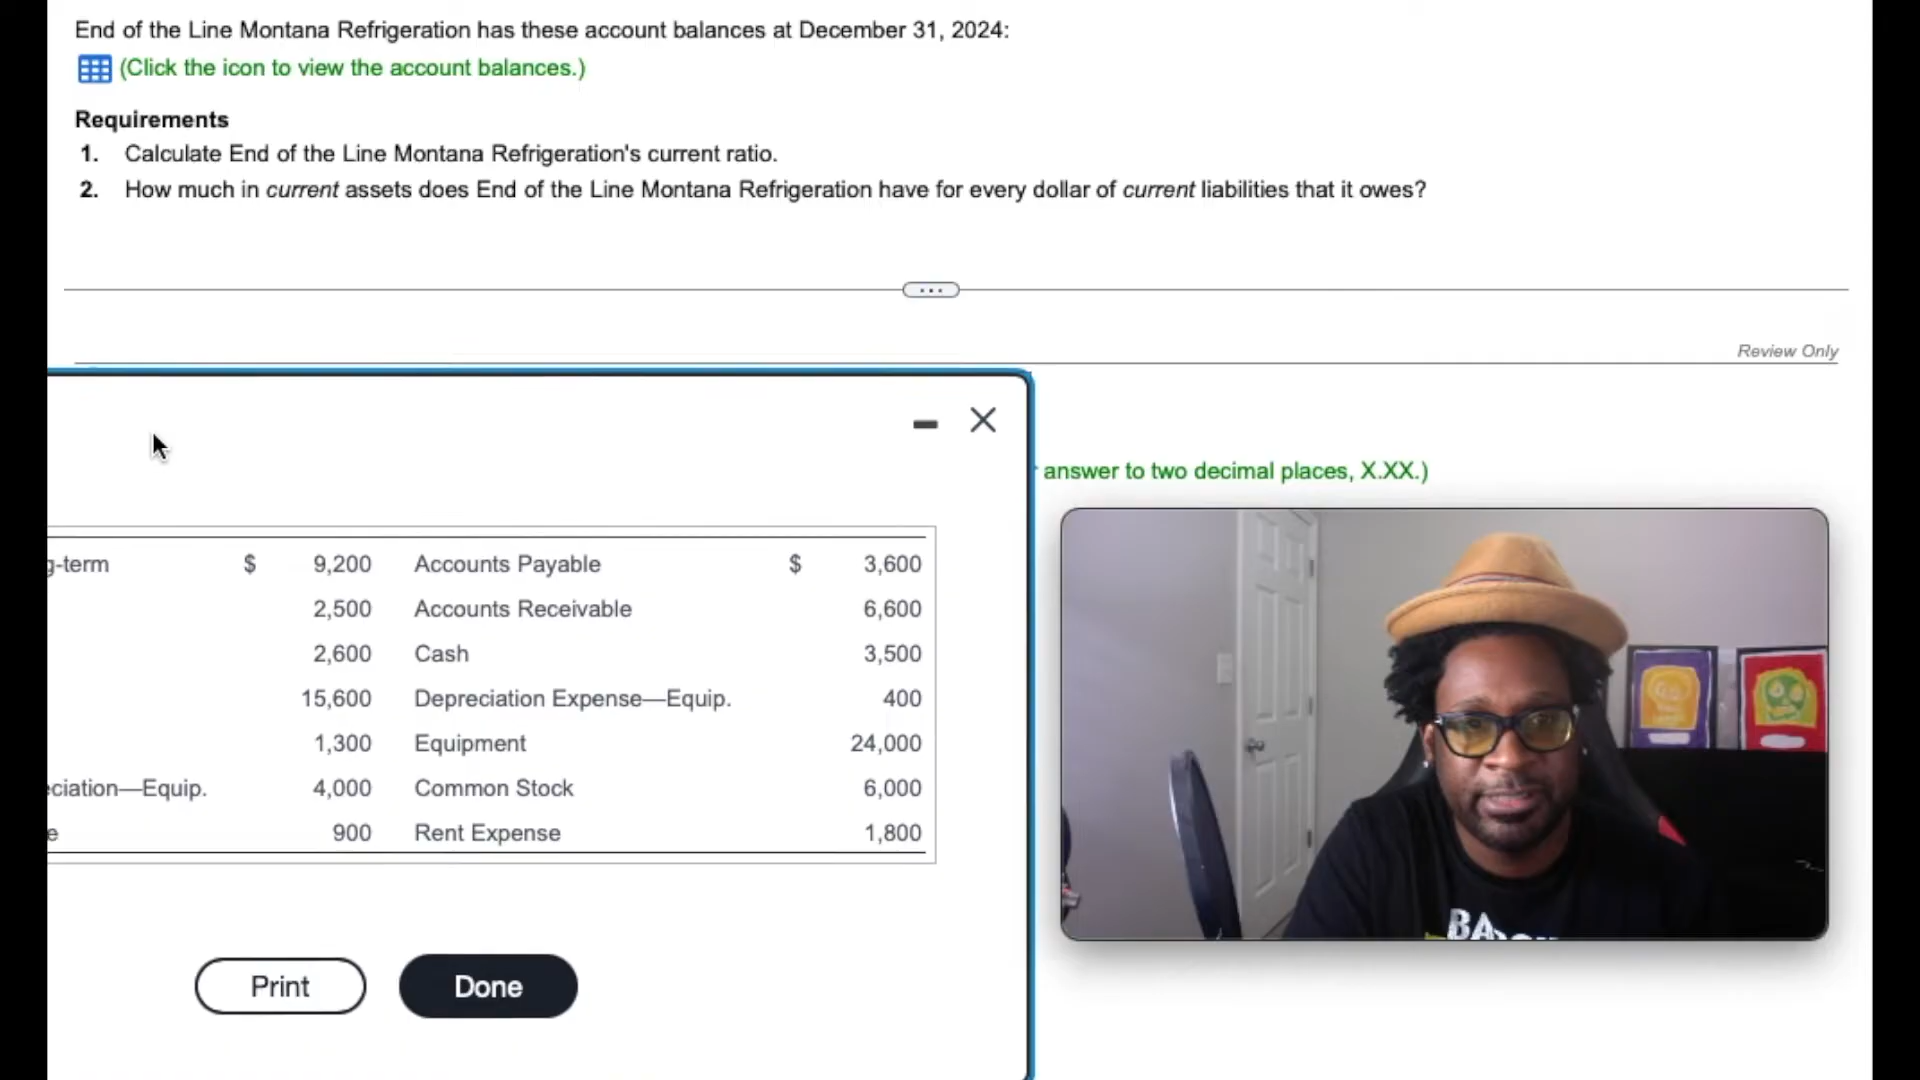 End of the Line Montana Refrigeration has these account balances at December 31, 2024:
(Click the icon to view the account balances.)
Requirements
1. Calculate End of the Line Montana Refrigeration's current ratio.
2. How much in current assets does End of the Line Montana Refrigeration have for every dollar of current liabilities that it owes?
Review Only
answer to two decimal places, X.XX.)
g-term $ 9,200 Accounts Payable $ 3,600
2,500 Accounts Receivable 6,600
2,600 Cash 3,500
15,600 Depreciation Expense—Equip. 400
1,300 Equipment 24,000
ciation—Equip. 4,000 Common Stock 6,000
e 900 Rent Expense 1,800
Print Done